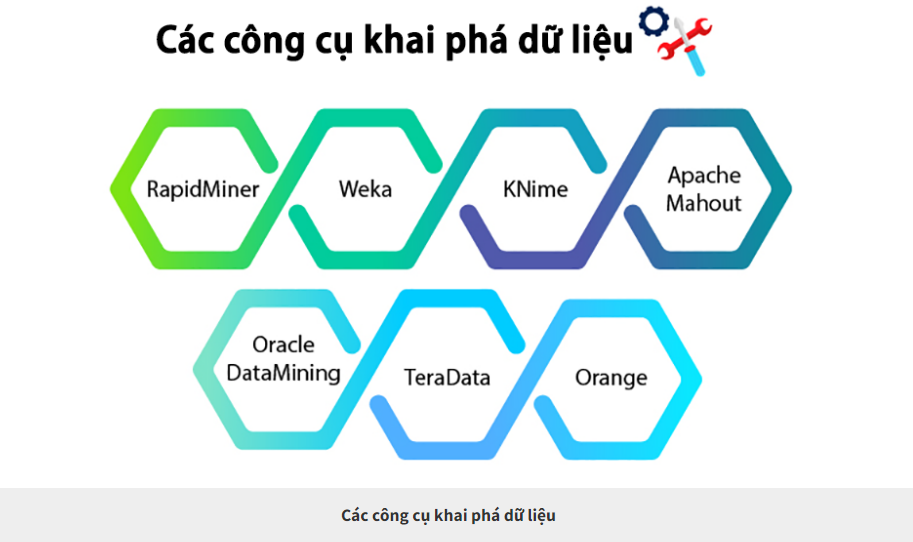 Các công cụ khai phá dữ liệu
RapidMiner
Weka
KNime
Apache
Mahout
Oracle
DataMining
TeraData
Orange
Các công cụ khai phá dữ liệu